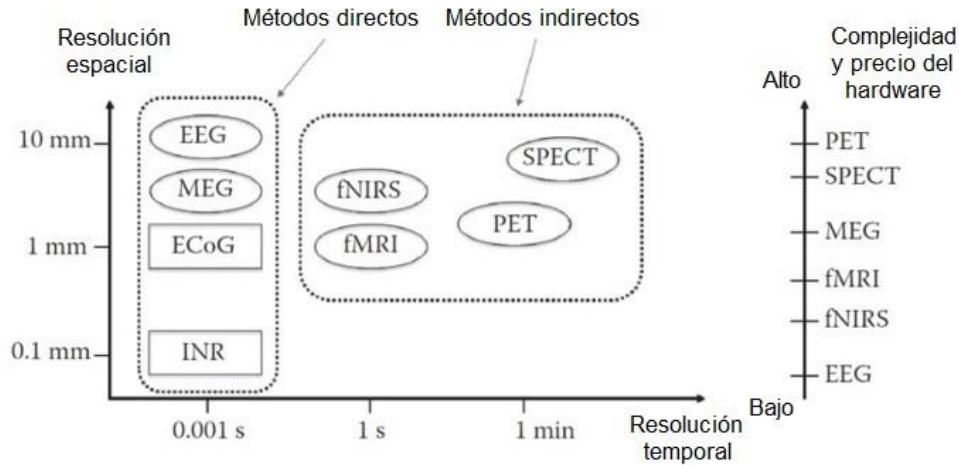 Métodos directos
Métodos indirectos
Resolución
espacial
10 mm
1 mm
0.1 mm
EEG
MEG
ECoG
INR
fNIRS
fMRI
SPECT
PET
0.001 s
1 s
1 min
Resolución
temporal
Complejidad
y precio del
hardware
Alto
PET
SPECT
MEG
fMRI
fNIRS
EEG
Bajo